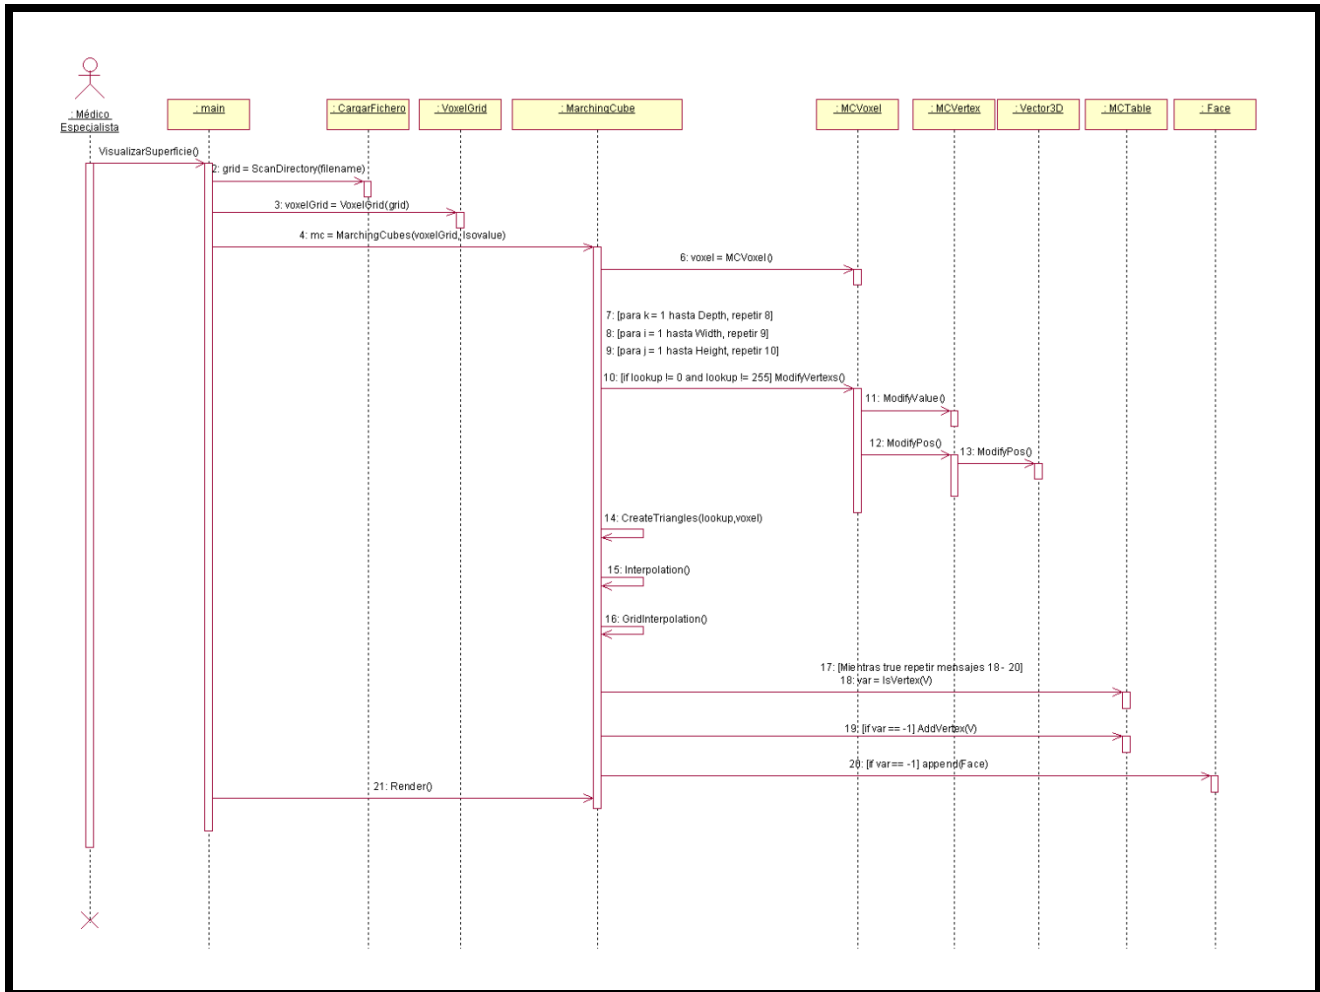 : Médico
Especialista
: main
: CargarFichero
: VoxelGrid
: MarchingCube
: MCVoxel
: MCVertex
: Vector3D
: MCTable
: Face
VisualizarSuperficie()
2: grid = ScanDirectory(filename)
3: voxelGrid = VoxelGrid(grid)
4: mc = MarchingCubes(voxelGrid, Isovalue)
6: voxel = MCVoxel()
7: [para k = 1 hasta Depth, repetir 8]
8: [para i = 1 hasta Width, repetir 9]
9: [para j = 1 hasta Height, repetir 10]
10: [if lookup != 0 and lookup != 255] ModifyVertexs()
11: ModifyValue()
12: ModifyPos()
13: ModifyPos()
14: CreateTriangles(lookup,voxel)
15: Interpolation()
16: GridInterpolation()
17: [Mientras true repetir mensajes 18 - 20]
18: var = IsVertex(V)
19: [if var == -1] AddVertex(V)
20: [if var == -1] append(Face)
21: Render()